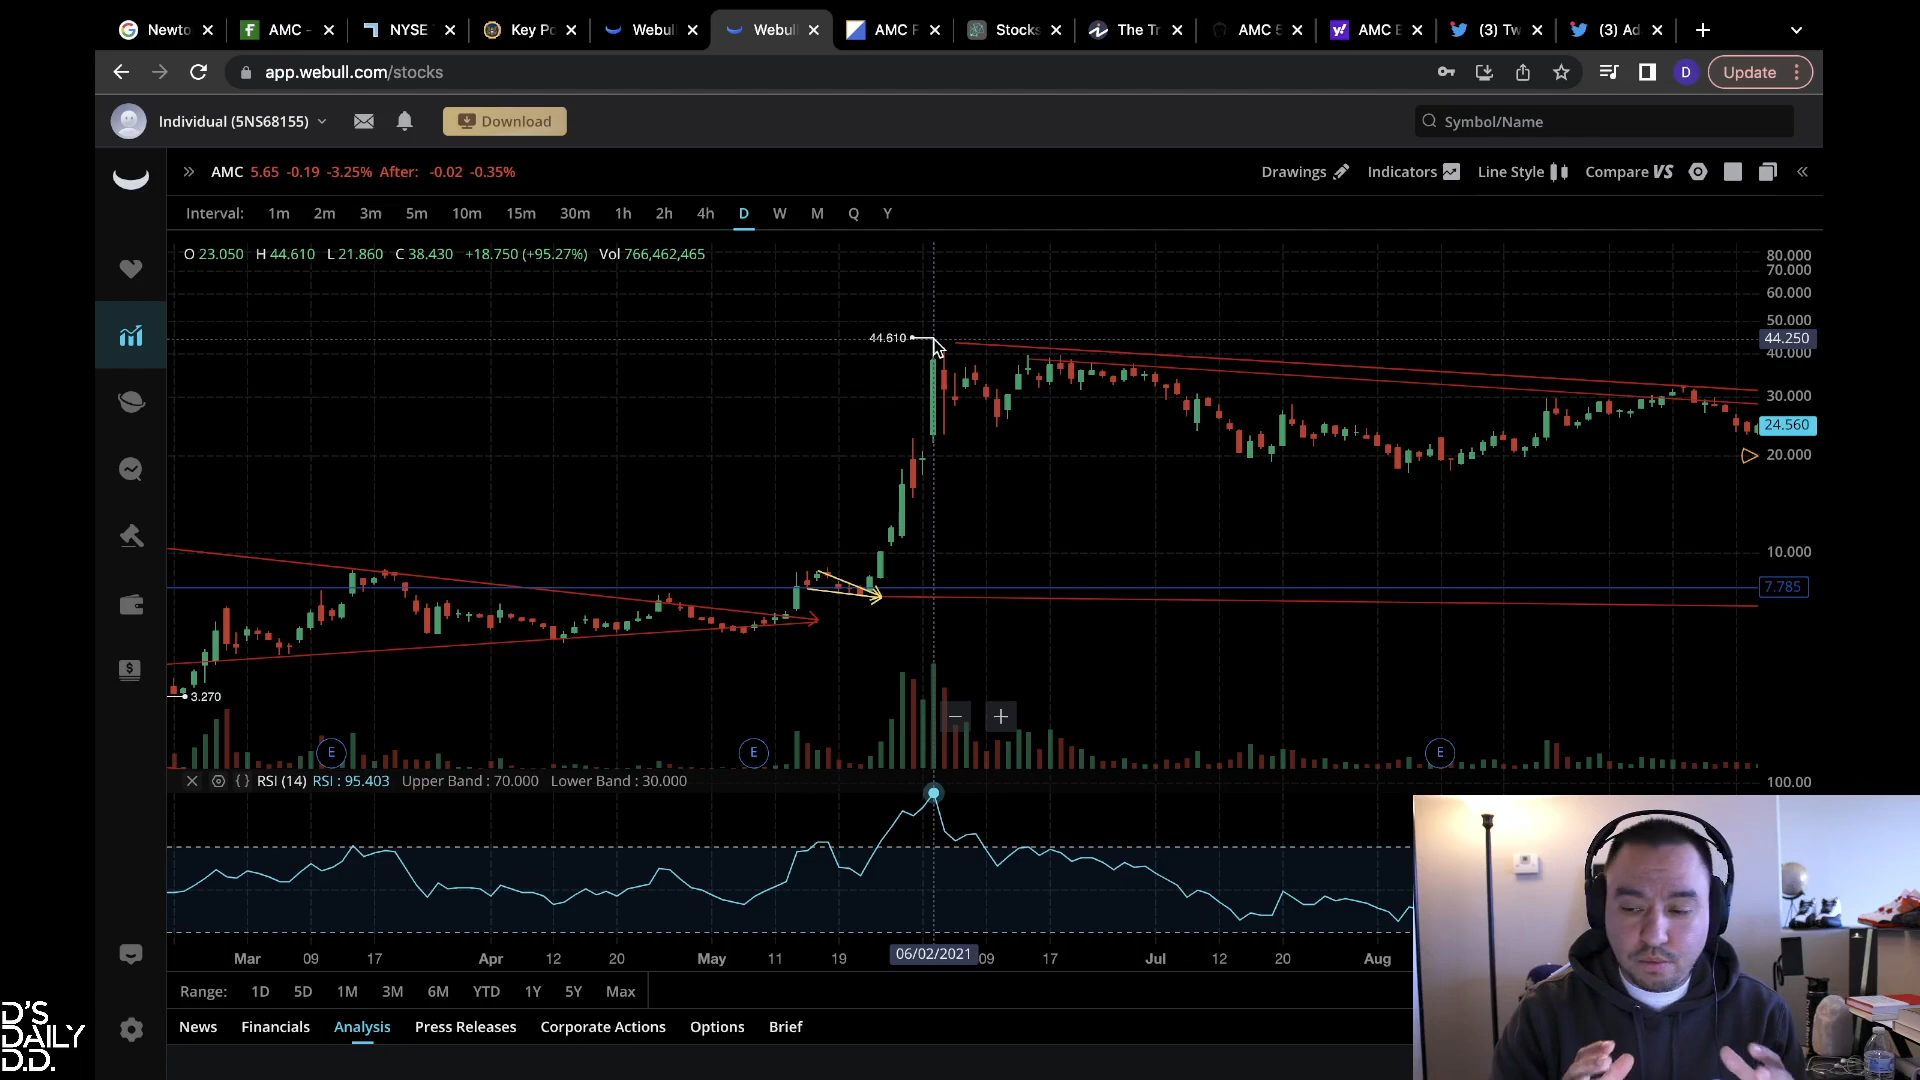 Newto
AMC -
NYSE
Key Po
Webull
Webull
AMC F
Stocks
The Tr
AMC 5
AMC E
(3) Tw
(3) Ad
app.webull.com/stocks
D
Update
Individual (5NS68155)
Download
Symbol/Name
AMC 5.65 -0.19 -3.25% After: -0.02 -0.35%
Drawings
Indicators
Line Style
Compare VS
Interval: 1m 2m 3m 5m 10m 15m 30m 1h 2h 4h D W M Q Y
O 23.050 H 44.610 L 21.860 C 38.430 +18.750 (+95.27%) Vol 766,462,465
80.000
70.000
60.000
50.000
44.610
44.250
40.000
30.000
24.560
20.000
10.000
7.785
3.270
E
E
E
RSI (14) RSI : 95.403 Upper Band : 70.000 Lower Band : 30.000
100.00
Mar 09 17 Apr 12 20 May 11 19 06/02/2021 09 17 Jul 12 20 Aug
Range: 1D 5D 1M 3M 6M YTD 1Y 5Y Max
News Financials Analysis Press Releases Corporate Actions Options Brief
D'S
DAILY
D.D.